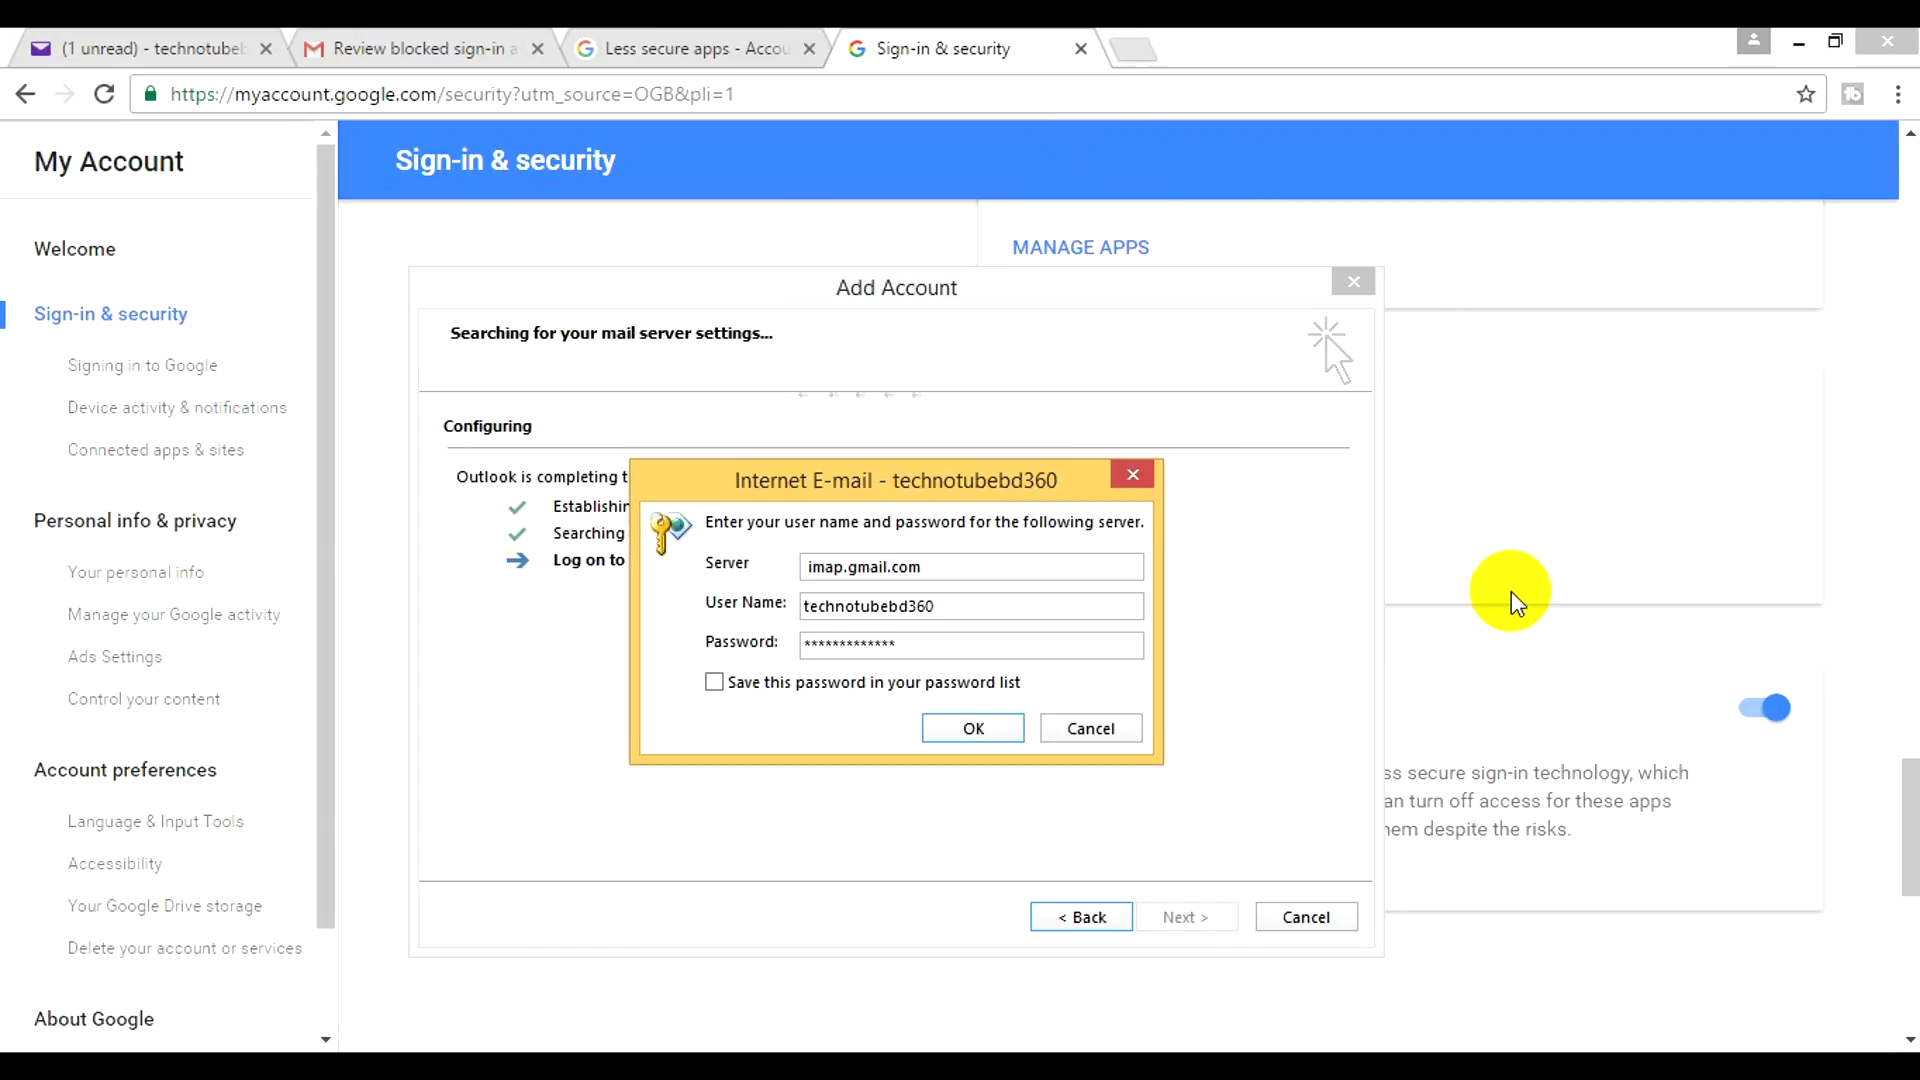 (1 unread) - technotubeb
Review blocked sign-in a
Less secure apps - Accou
Sign-in & security
https://myaccount.google.com/security?utm_source=OGB&pli=1
My Account
Sign-in & security
Welcome
MANAGE APPS
Sign-in & security
Signing in to Google
Device activity & notifications
Connected apps & sites
Personal info & privacy
Your personal info
Manage your Google activity
Ads Settings
Control your content
Account preferences
Language & Input Tools
Accessibility
Your Google Drive storage
Delete your account or services
About Google
Add Account
Searching for your mail server settings...
Configuring
Outlook is completing t
Establishin
Searching
Log on to
Internet E-mail - technotubebd360
Enter your user name and password for the following server.
Server
imap.gmail.com
User Name:
technotubebd360
Password:
*************
Save this password in your password list
OK
Cancel
< Back
Next >
Cancel
ss secure sign-in technology, which
an turn off access for these apps
hem despite the risks.